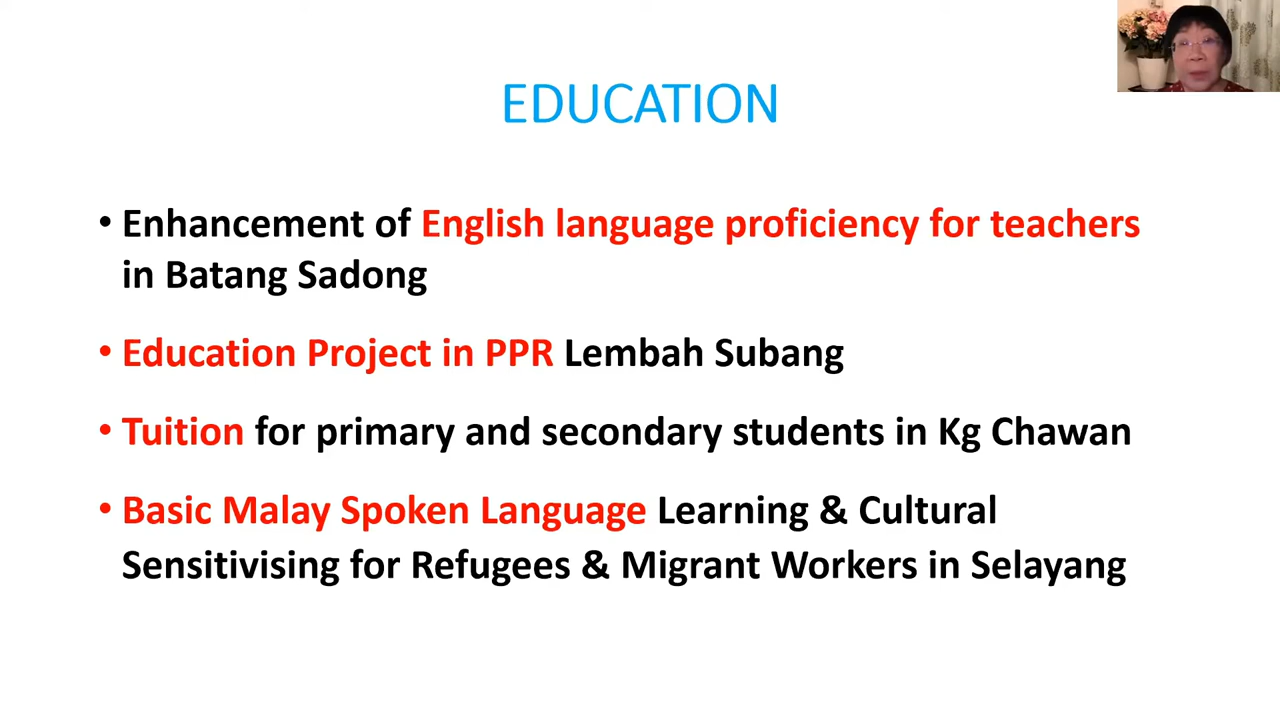 EDUCATION
• Enhancement of English language proficiency for teachers
in Batang Sadong
• Education Project in PPR Lembah Subang
• Tuition for primary and secondary students in Kg Chawan
• Basic Malay Spoken Language Learning & Cultural
Sensitivising for Refugees & Migrant Workers in Selayang